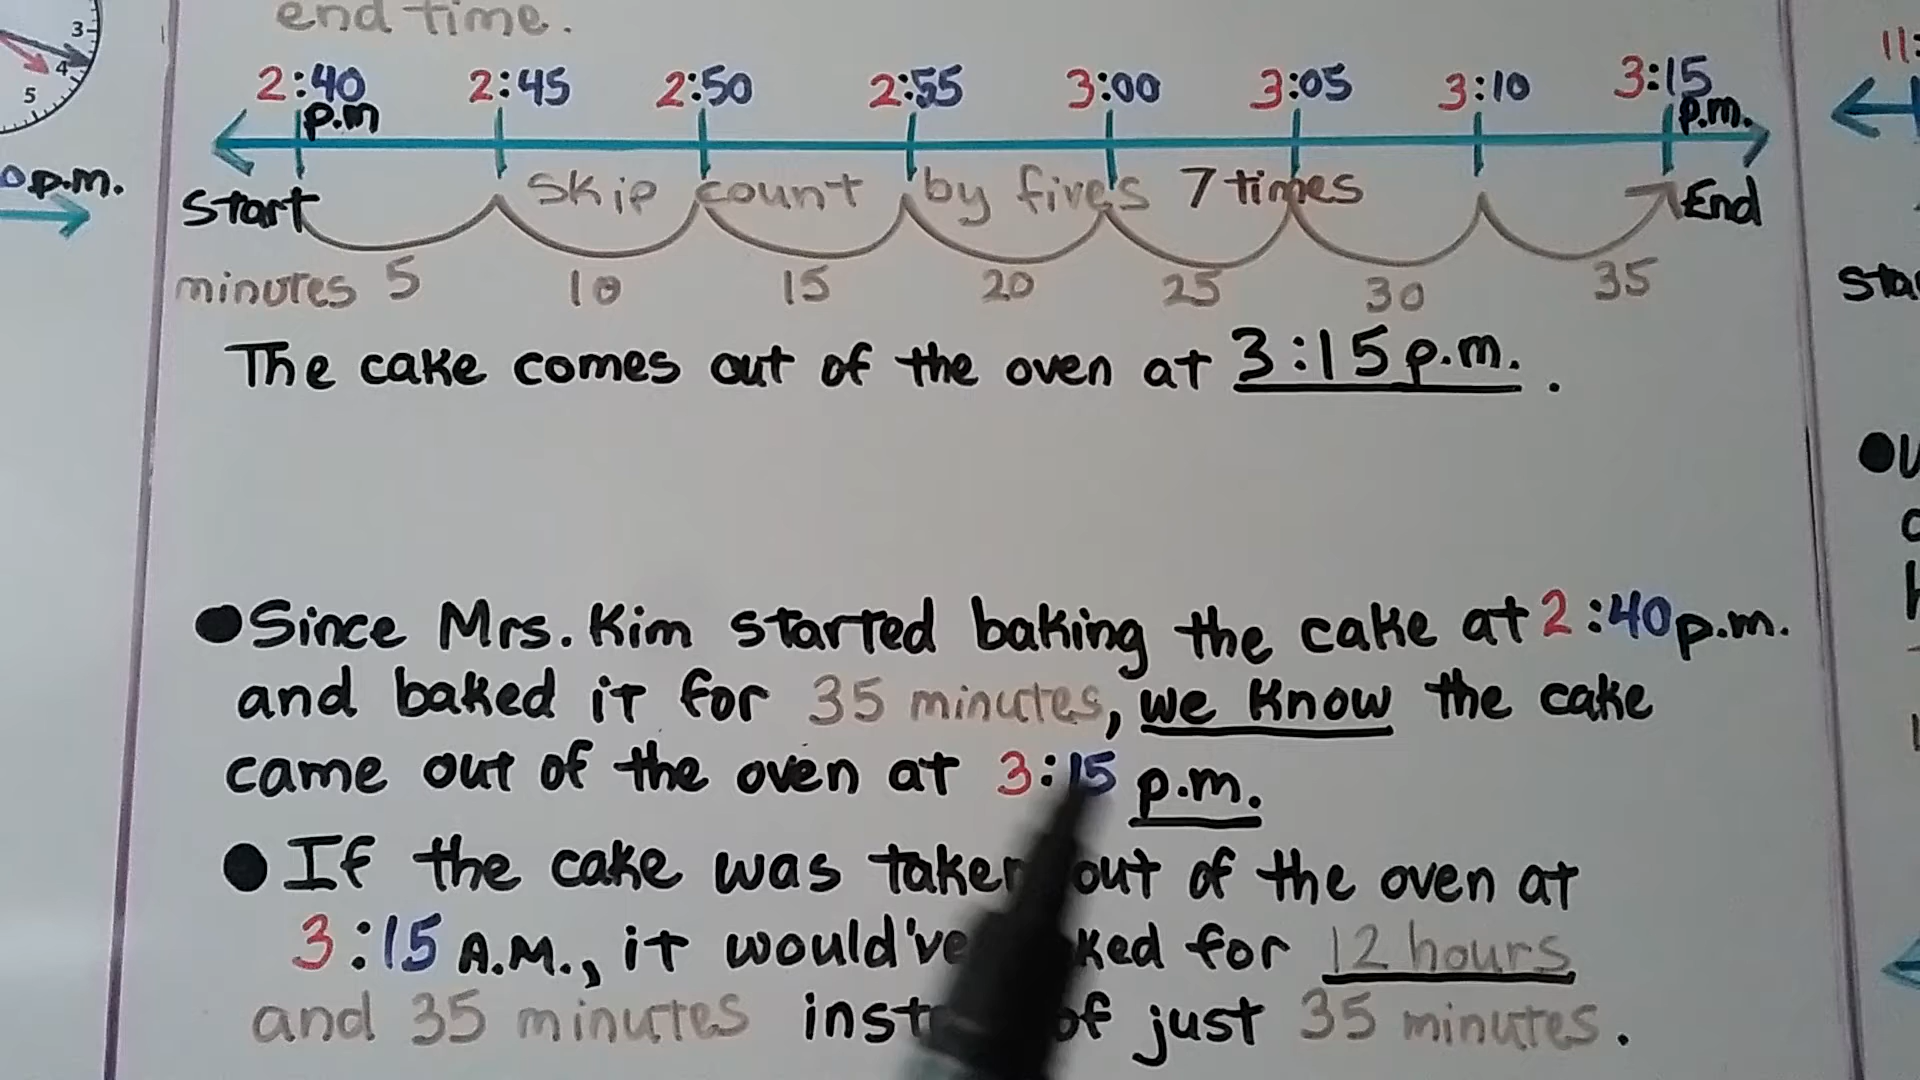 end time.
2:40 p.m 2:45 2:50 2:55 3:00 3:05 3:10 3:15 p.m.
Start Skip count by fives 7 times End
minutes 5 10 15 20 25 30 35
The cake comes out of the oven at 3:15 p.m.
●Since Mrs. Kim started baking the cake at 2:40 p.m.
and baked it for 35 minutes, we know the cake
came out of the oven at 3:15 p.m.
●If the cake was taken out of the oven at
3:15 A.M., it would've for 12 hours
and 35 minutes of just 35 minutes.
3
4
5
p.m.
11: